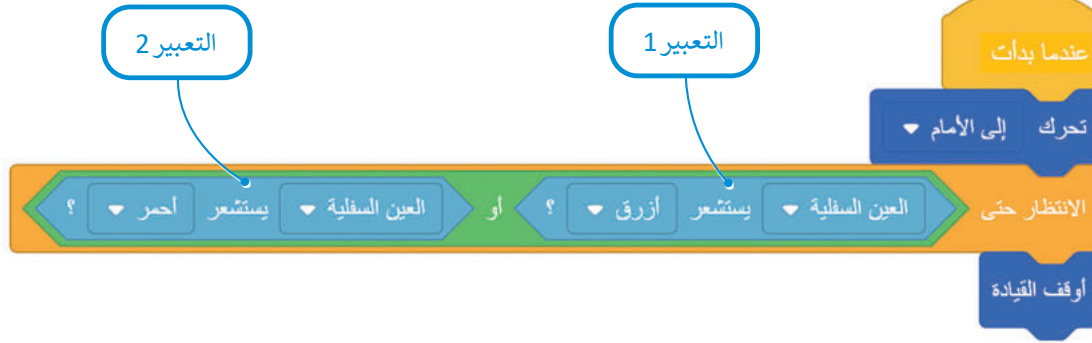 التعبير 1
التعبير 2
عندما بدأت
تحرك إلى الأمام
الانتظار حتى العين السفلية يستشعر أزرق ؟ أو العين السفلية يستشعر أحمر ؟
أوقف القيادة